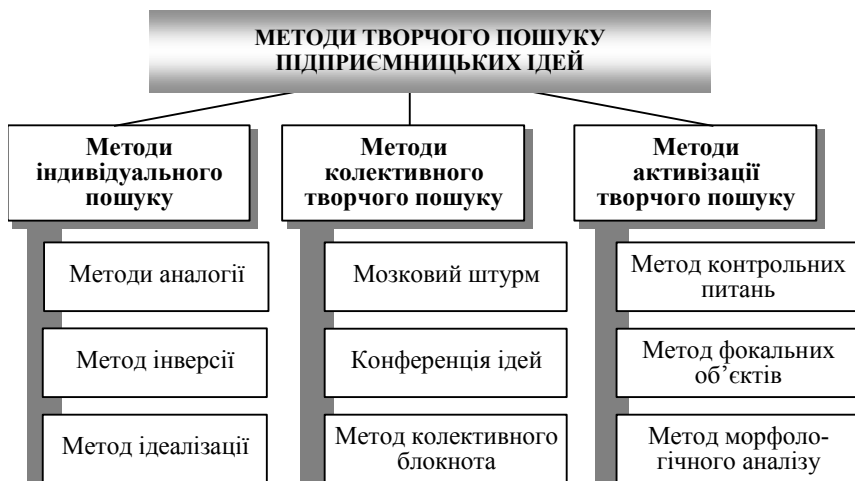 МЕТОДИ ТВОРЧОГО ПОШУКУ
ПІДПРИЄМНИЦЬКИХ ІДЕЙ
Методи
індивідуального
пошуку
Методи
колективного
творчого пошуку
Методи
активізації
творчого пошуку
Методи аналогії
Мозковий штурм
Метод контрольних
питань
Метод інверсії
Конференція ідей
Метод фокальних
об’єктів
Метод ідеалізації
Метод колективного
блокнота
Метод морфоло-
гічного аналізу